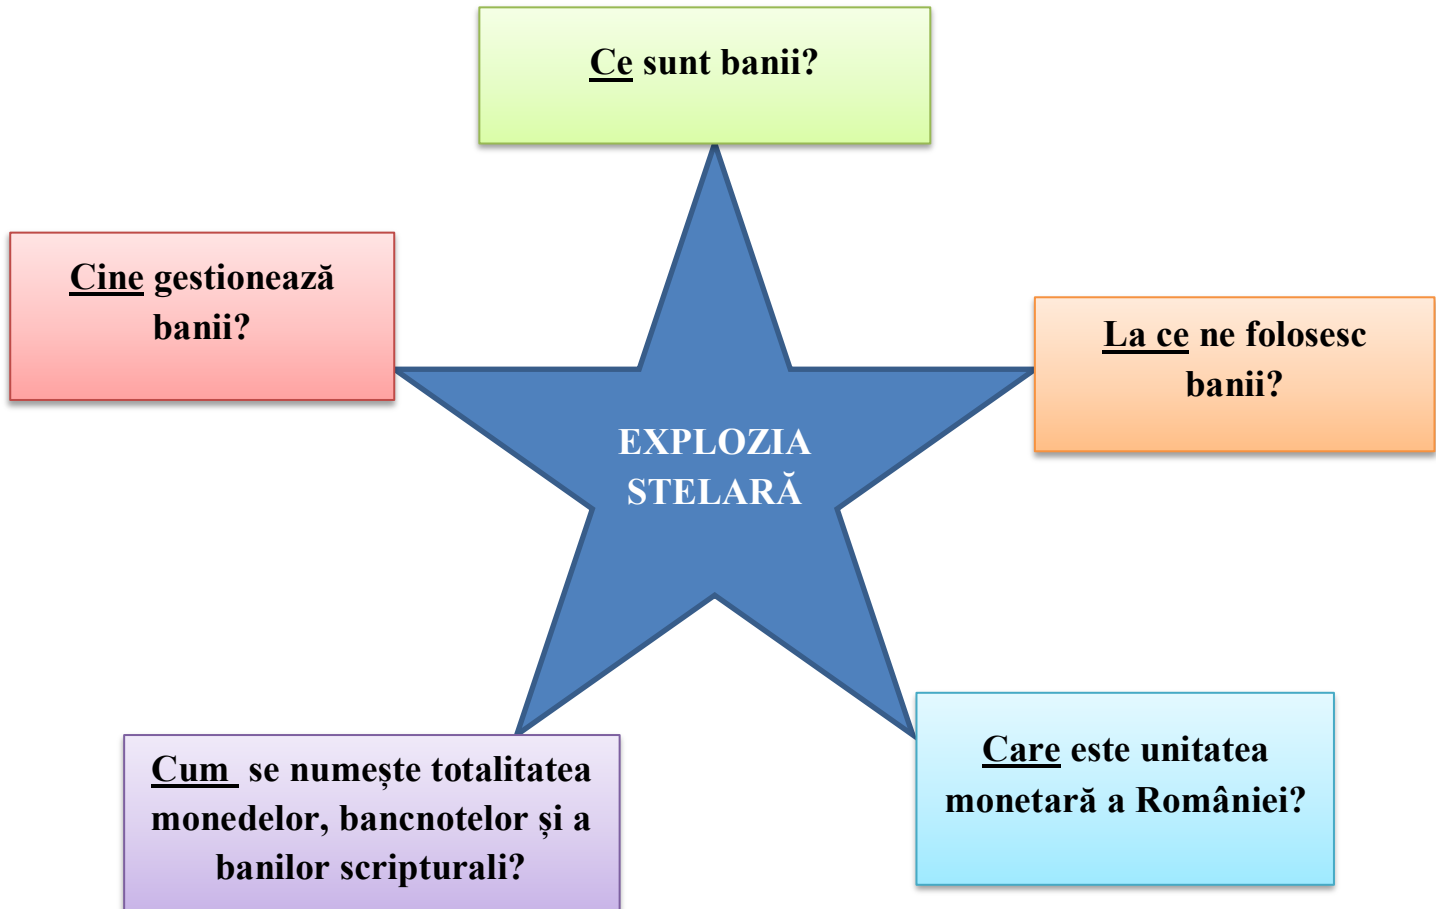 Ce sunt banii?
Cine gestionează
banii?
La ce ne folosesc
banii?
EXPLOZIA
STELARĂ
Cum  se numește totalitatea
monedelor, bancnotelor și a
banilor scripturali?
Care este unitatea
monetară a României?